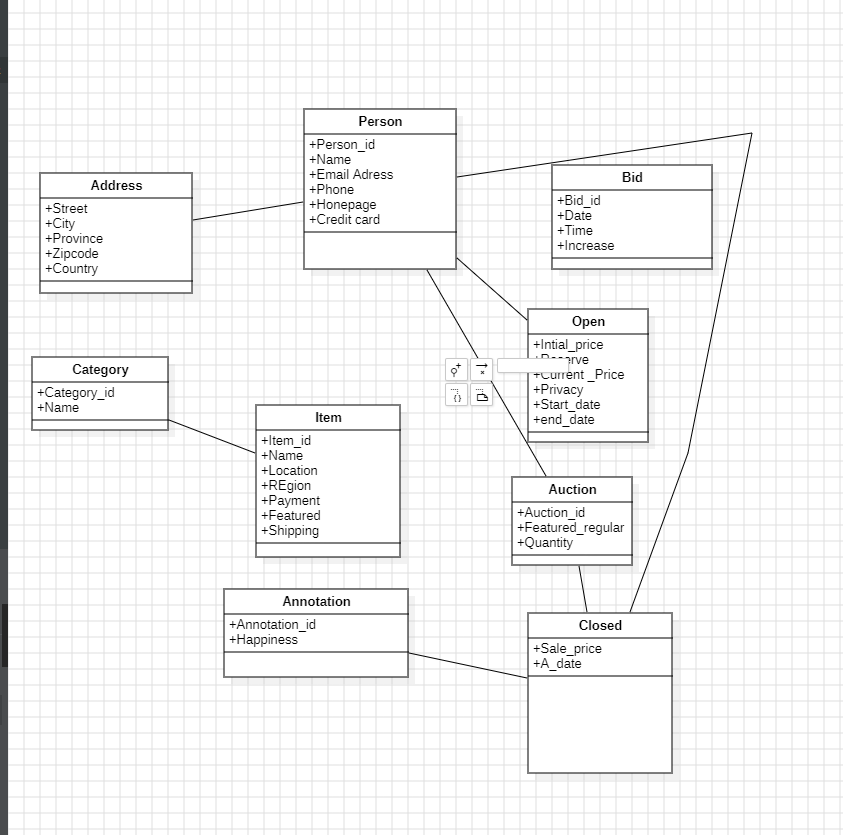 Person
+Person_id
+Name
+Email Adress
+Phone
+Honepage
+Credit card
Address
+Street
+City
+Province
+Zipcode
+Country
Bid
+Bid_id
+Date
+Time
+Increase
Open
+Intial_price
+Reserve
+Current _Price
+Privacy
+Start_date
+end_date
Category
+Category_id
+Name
Item
+Item_id
+Name
+Location
+REgion
+Payment
+Featured
+Shipping
Auction
+Auction_id
+Featured_regular
+Quantity
Annotation
+Annotation_id
+Happiness
Closed
+Sale_price
+A_date